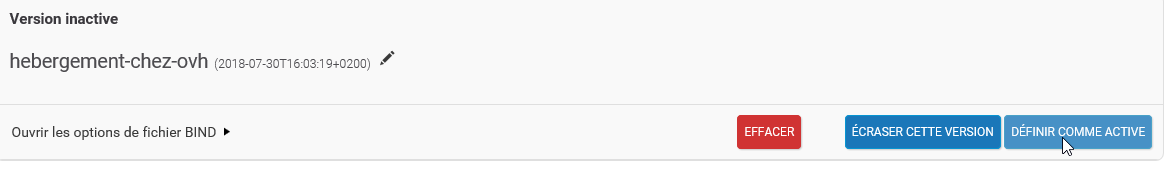 Version inactive
hebergement-chez-ovh (2018-07-30T16:03:19+0200)
Ouvrir les options de fichier BIND EFFACER ÉCRASER CETTE VERSION DÉFINIR COMME ACTIVE